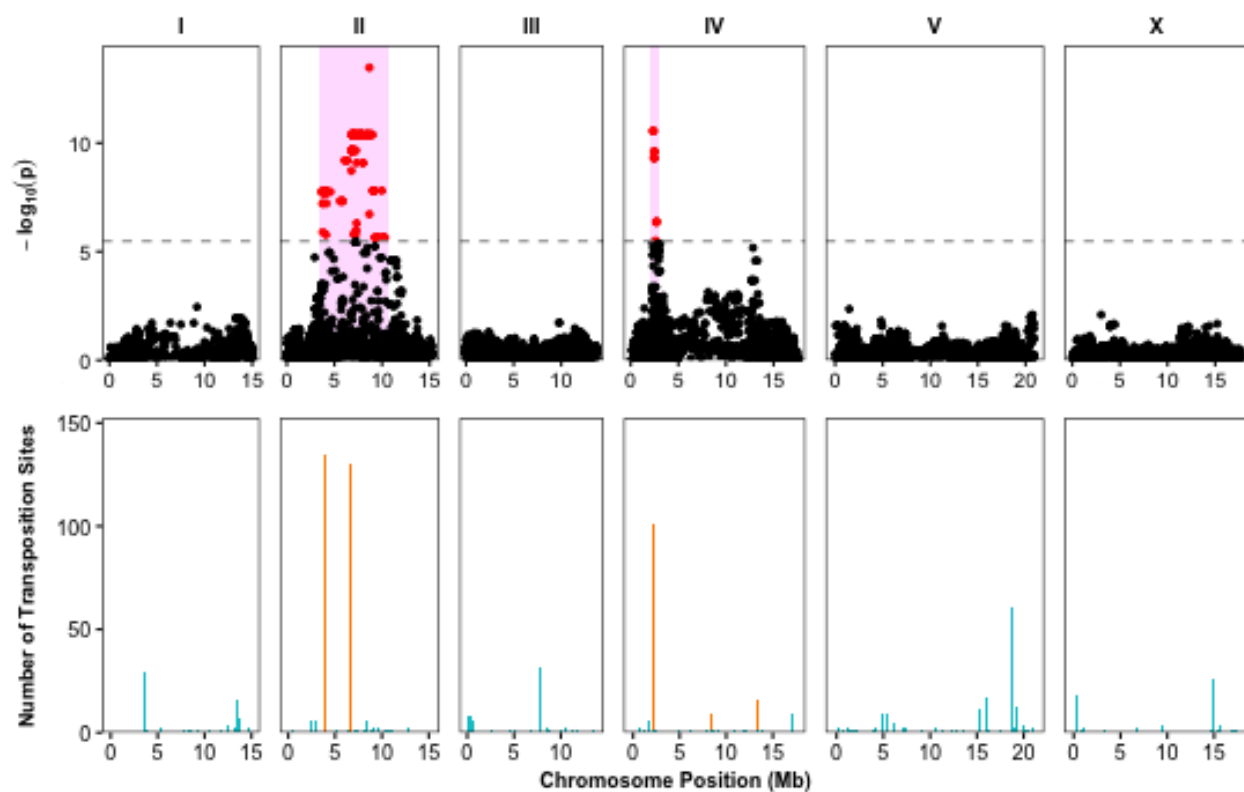 I II III IV V X
− log10(p)
10
5
0
0 5 10 15 0 5 10 15 0 5 10 0 5 10 15 0 5 10 15 20 0 5 10 15
Number of Transposition Sites
150
100
50
0
0 5 10 15 0 5 10 15 0 5 10 0 5 10 15 0 5 10 15 20 0 5 10 15
Chromosome Position (Mb)